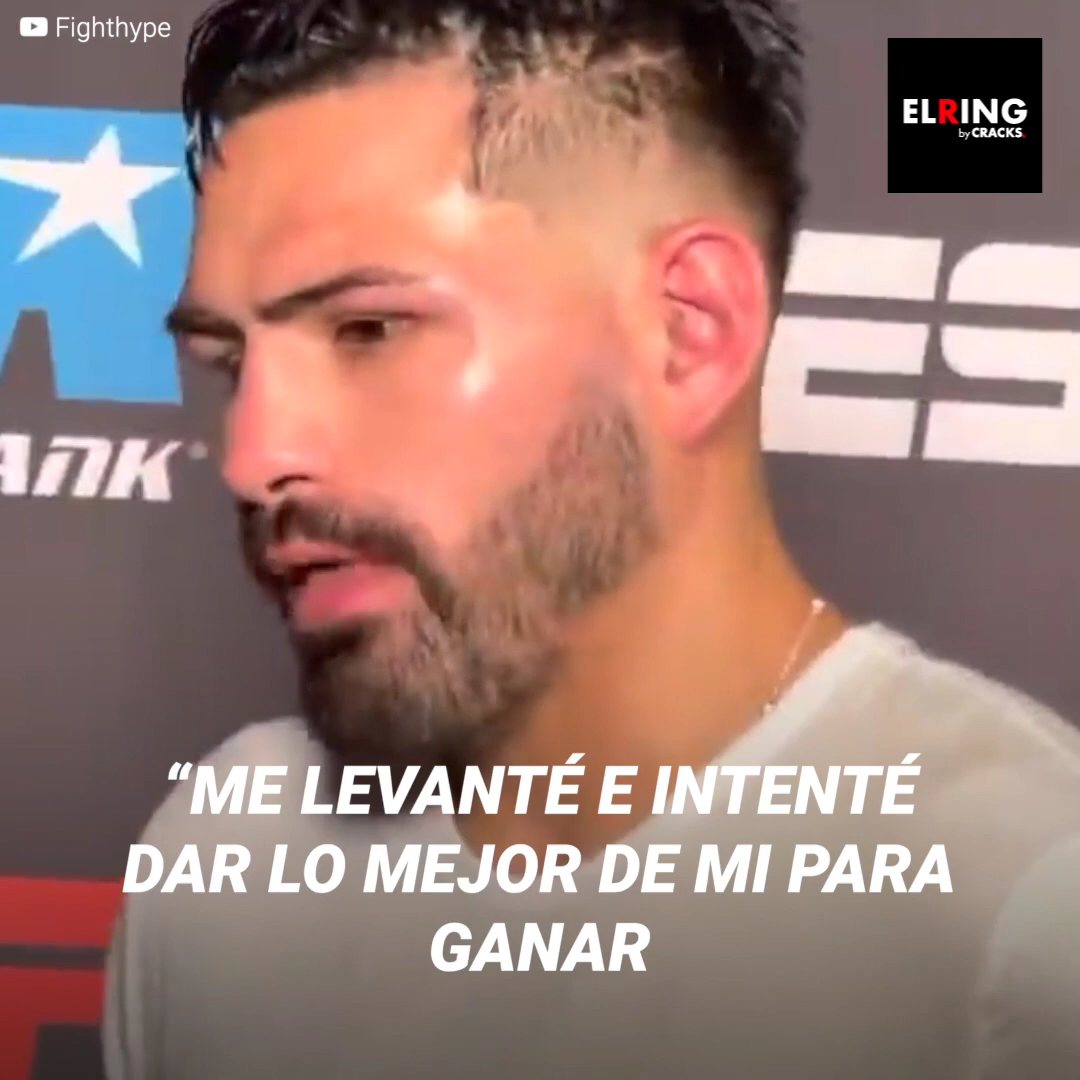 Fighthype
ELRING
by CRACKS.
ES
ANK
“ME LEVANTÉ E INTENTÉ
DAR LO MEJOR DE MI PARA
GANAR